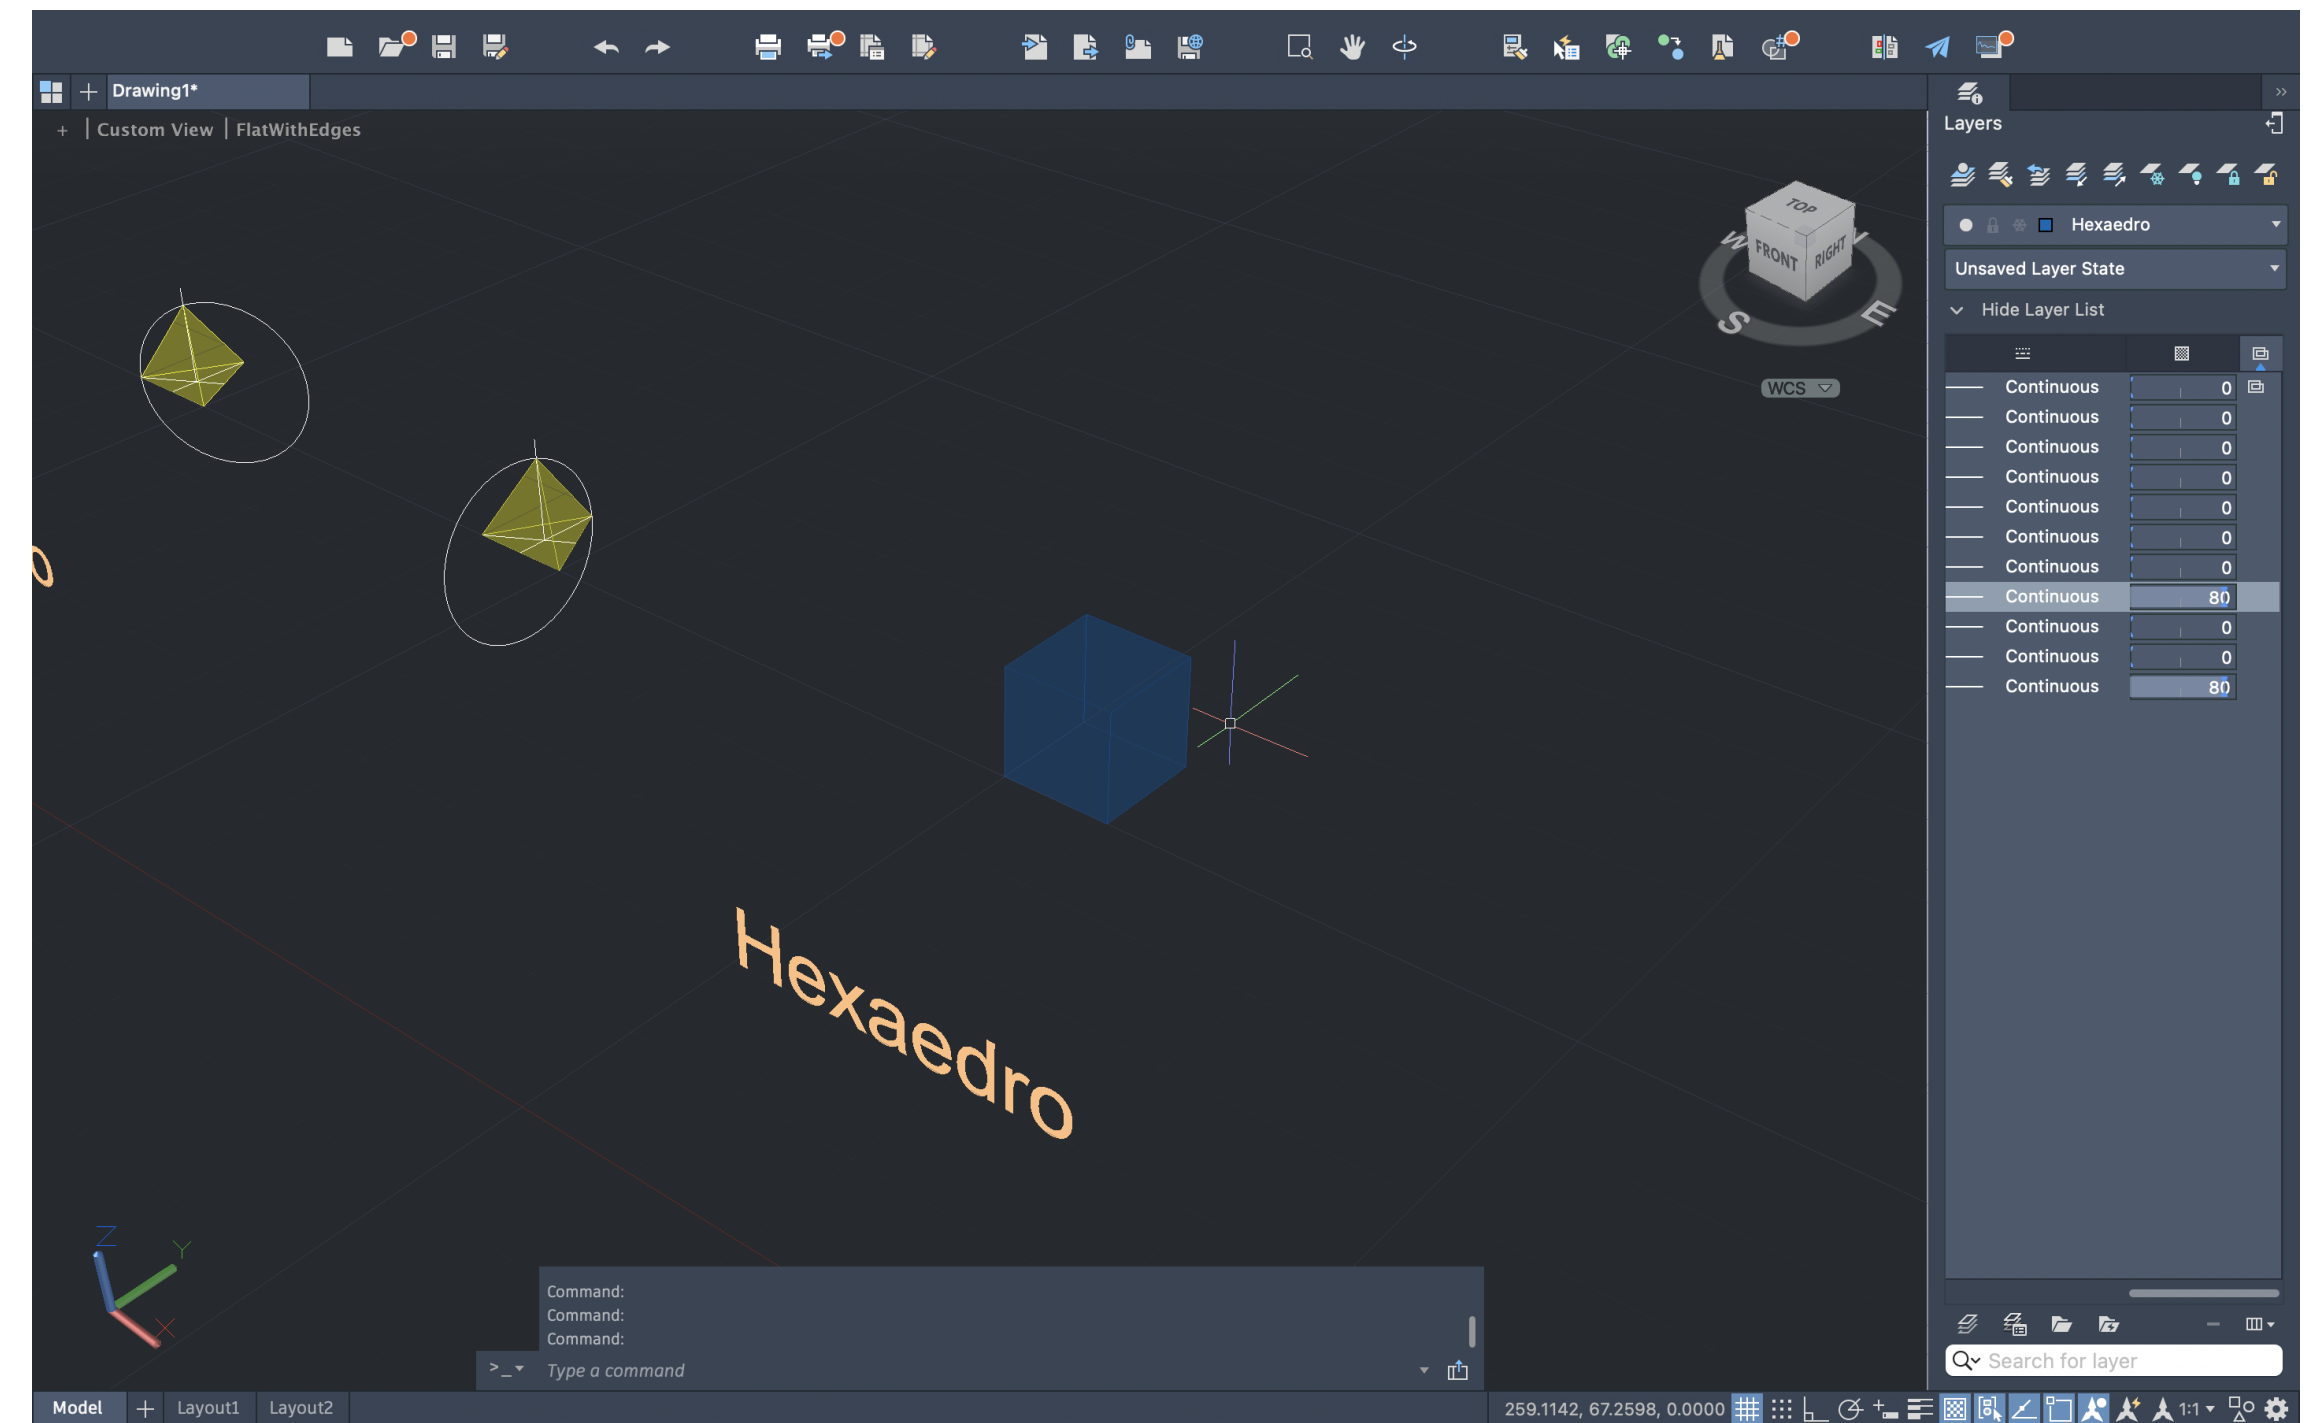 Drawing1*
+ | Custom View | FlatWithEdges
Layers
TOP
FRONT
RIGHT
W
S
E
WCS
Hexaedro
Unsaved Layer State
Hide Layer List
Continuous 0
Continuous 0
Continuous 0
Continuous 0
Continuous 0
Continuous 0
Continuous 0
Continuous 80
Continuous 0
Continuous 0
Continuous 80
o
Hexaedro
Z
Y
X
Command:
Command:
Command:
>_ Type a command
Search for layer
Model + Layout1 Layout2
259.1142, 67.2598, 0.0000
1:1